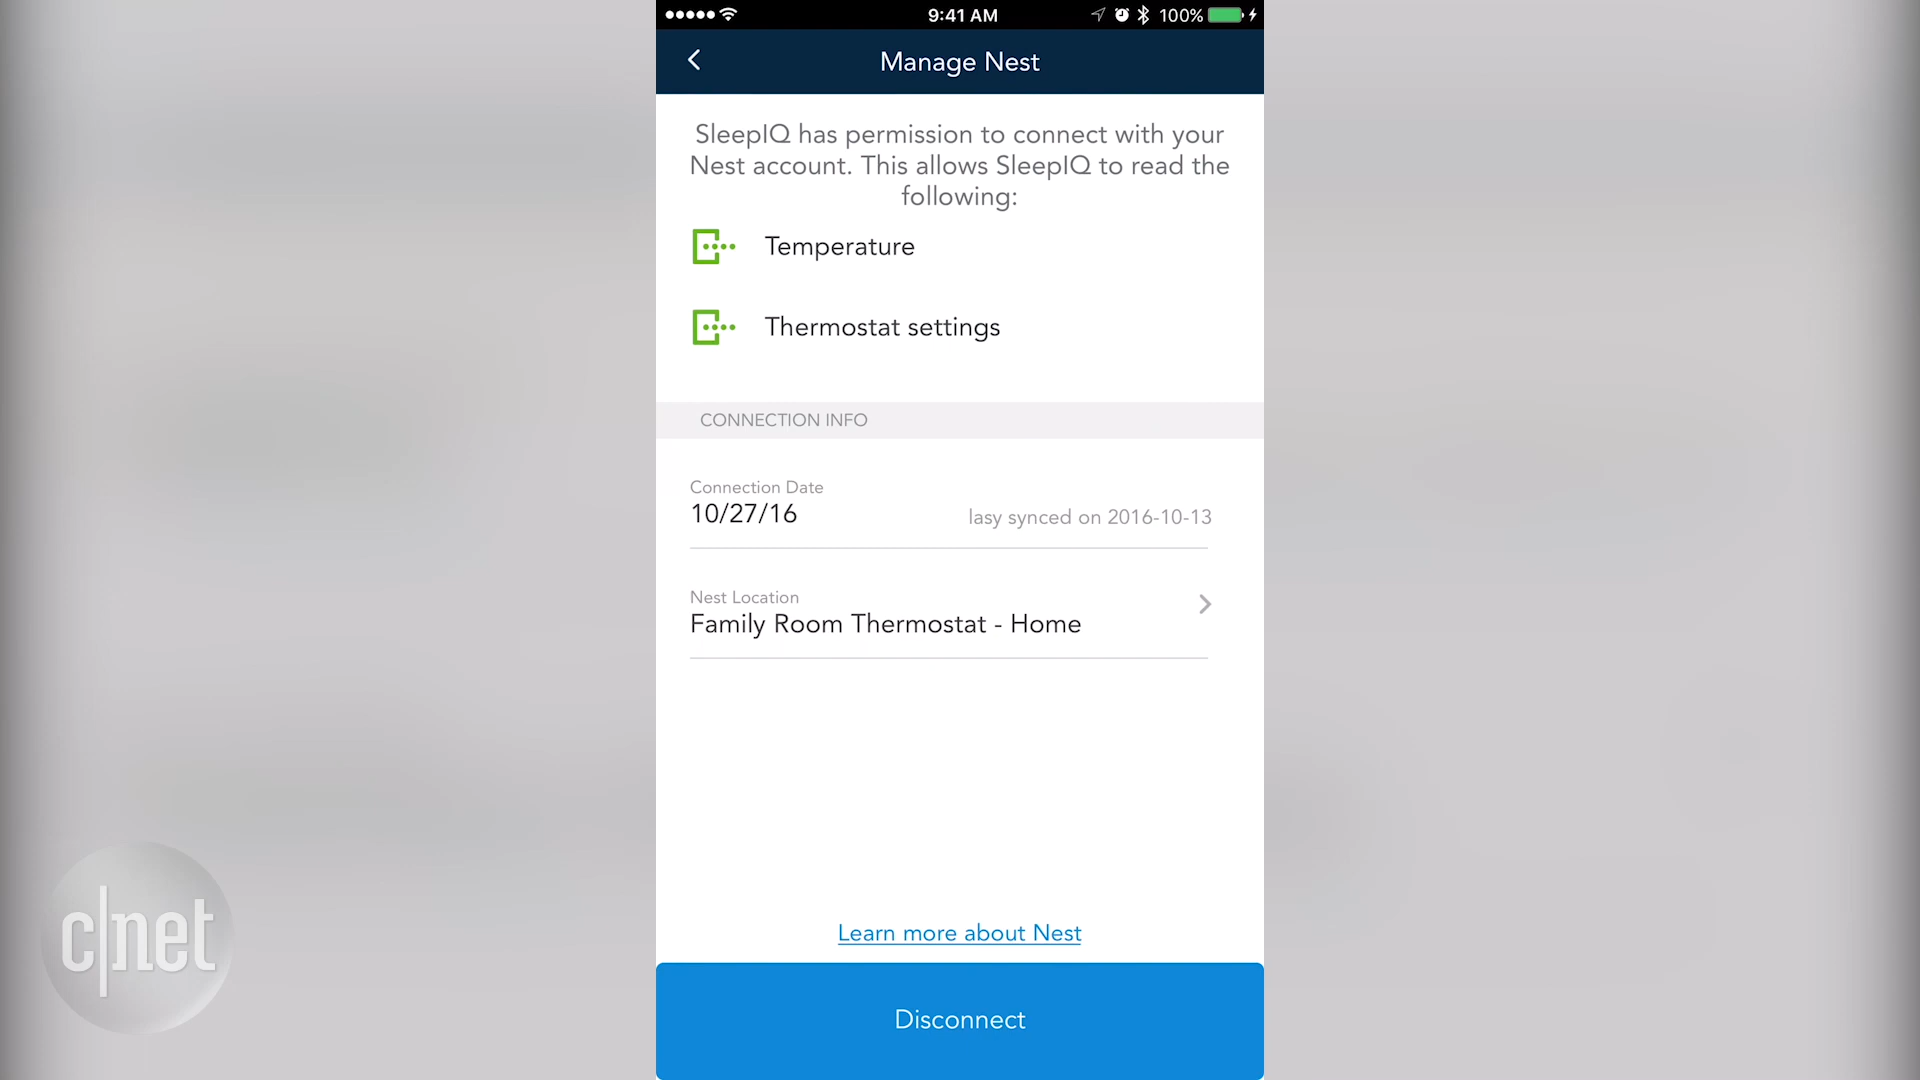 9:41 AM 100%
Manage Nest
SleepIQ has permission to connect with your
Nest account. This allows SleepIQ to read the
following:
Temperature
Thermostat settings
CONNECTION INFO
Connection Date
10/27/16
lasy synced on 2016-10-13
Nest Location
Family Room Thermostat - Home
Learn more about Nest
Disconnect
c|net